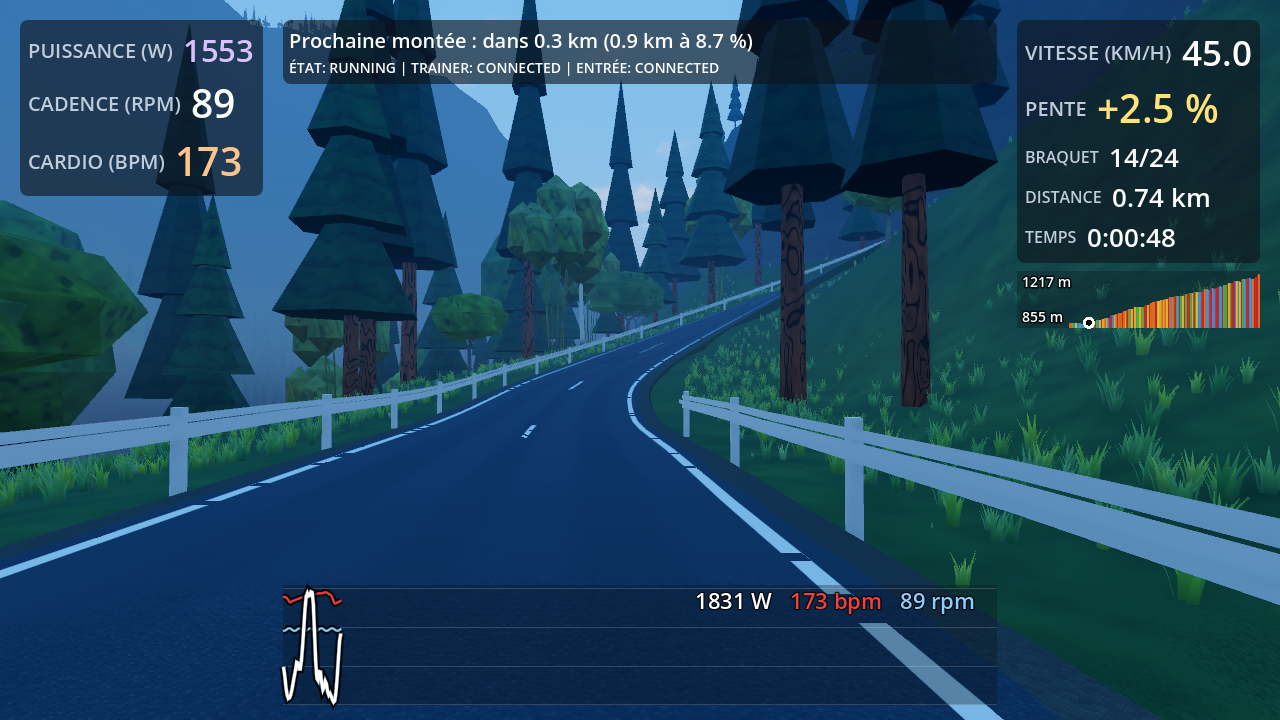 PUISSANCE (W) 1553
CADENCE (RPM) 89
CARDIO (BPM) 173
Prochaine montée : dans 0.3 km (0.9 km à 8.7 %)
ÉTAT: RUNNING | TRAINER: CONNECTED | ENTRÉE: CONNECTED
VITESSE (KM/H) 45.0
PENTE +2.5 %
BRAQUET 14/24
DISTANCE 0.74 km
TEMPS 0:00:48
1217 m
855 m
1831 W 173 bpm 89 rpm